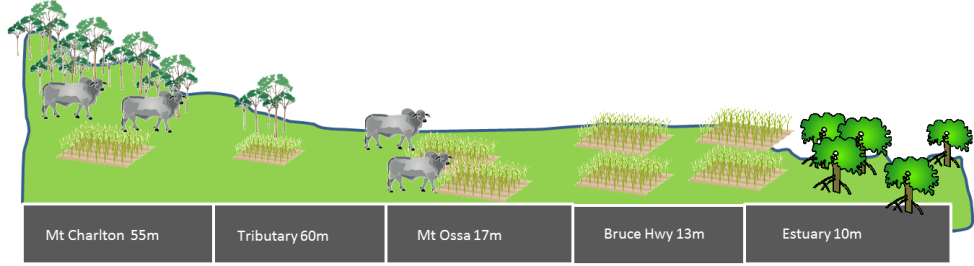 Mt Charlton 55m
Tributary 60m
Mt Ossa 17m
Bruce Hwy 13m
Estuary 10m